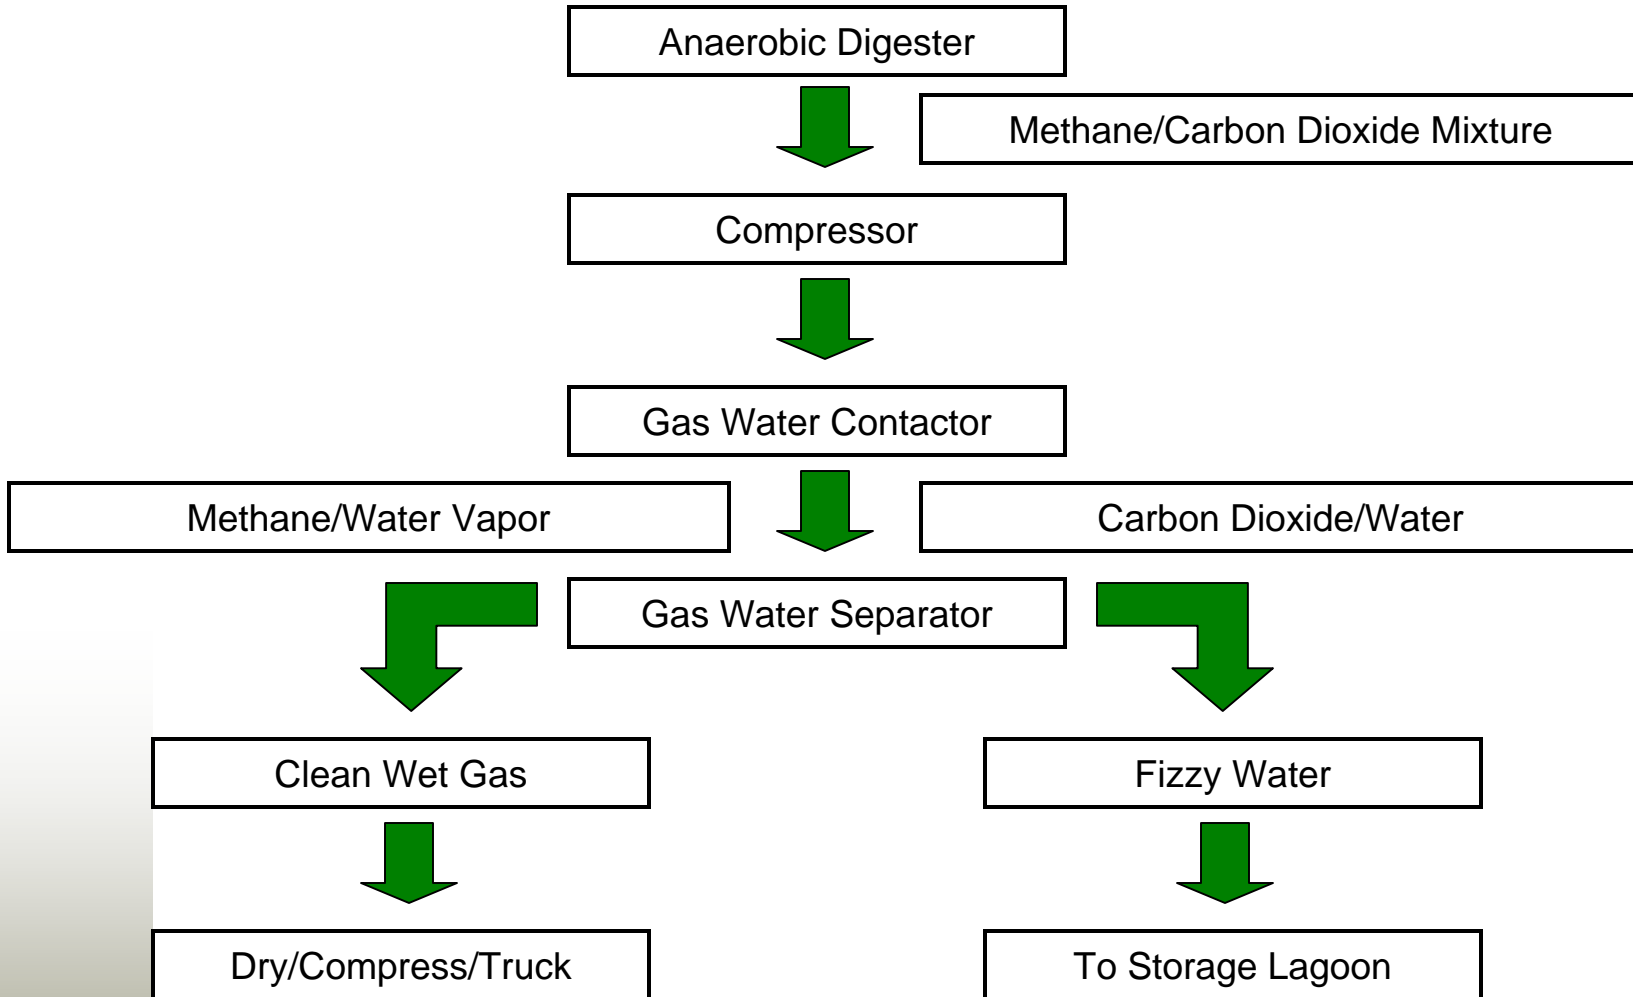 Anaerobic Digester
Methane/Carbon Dioxide Mixture
Compressor
Gas Water Contactor
Methane/Water Vapor
Carbon Dioxide/Water
Gas Water Separator
Clean Wet Gas
Fizzy Water
Dry/Compress/Truck
To Storage Lagoon